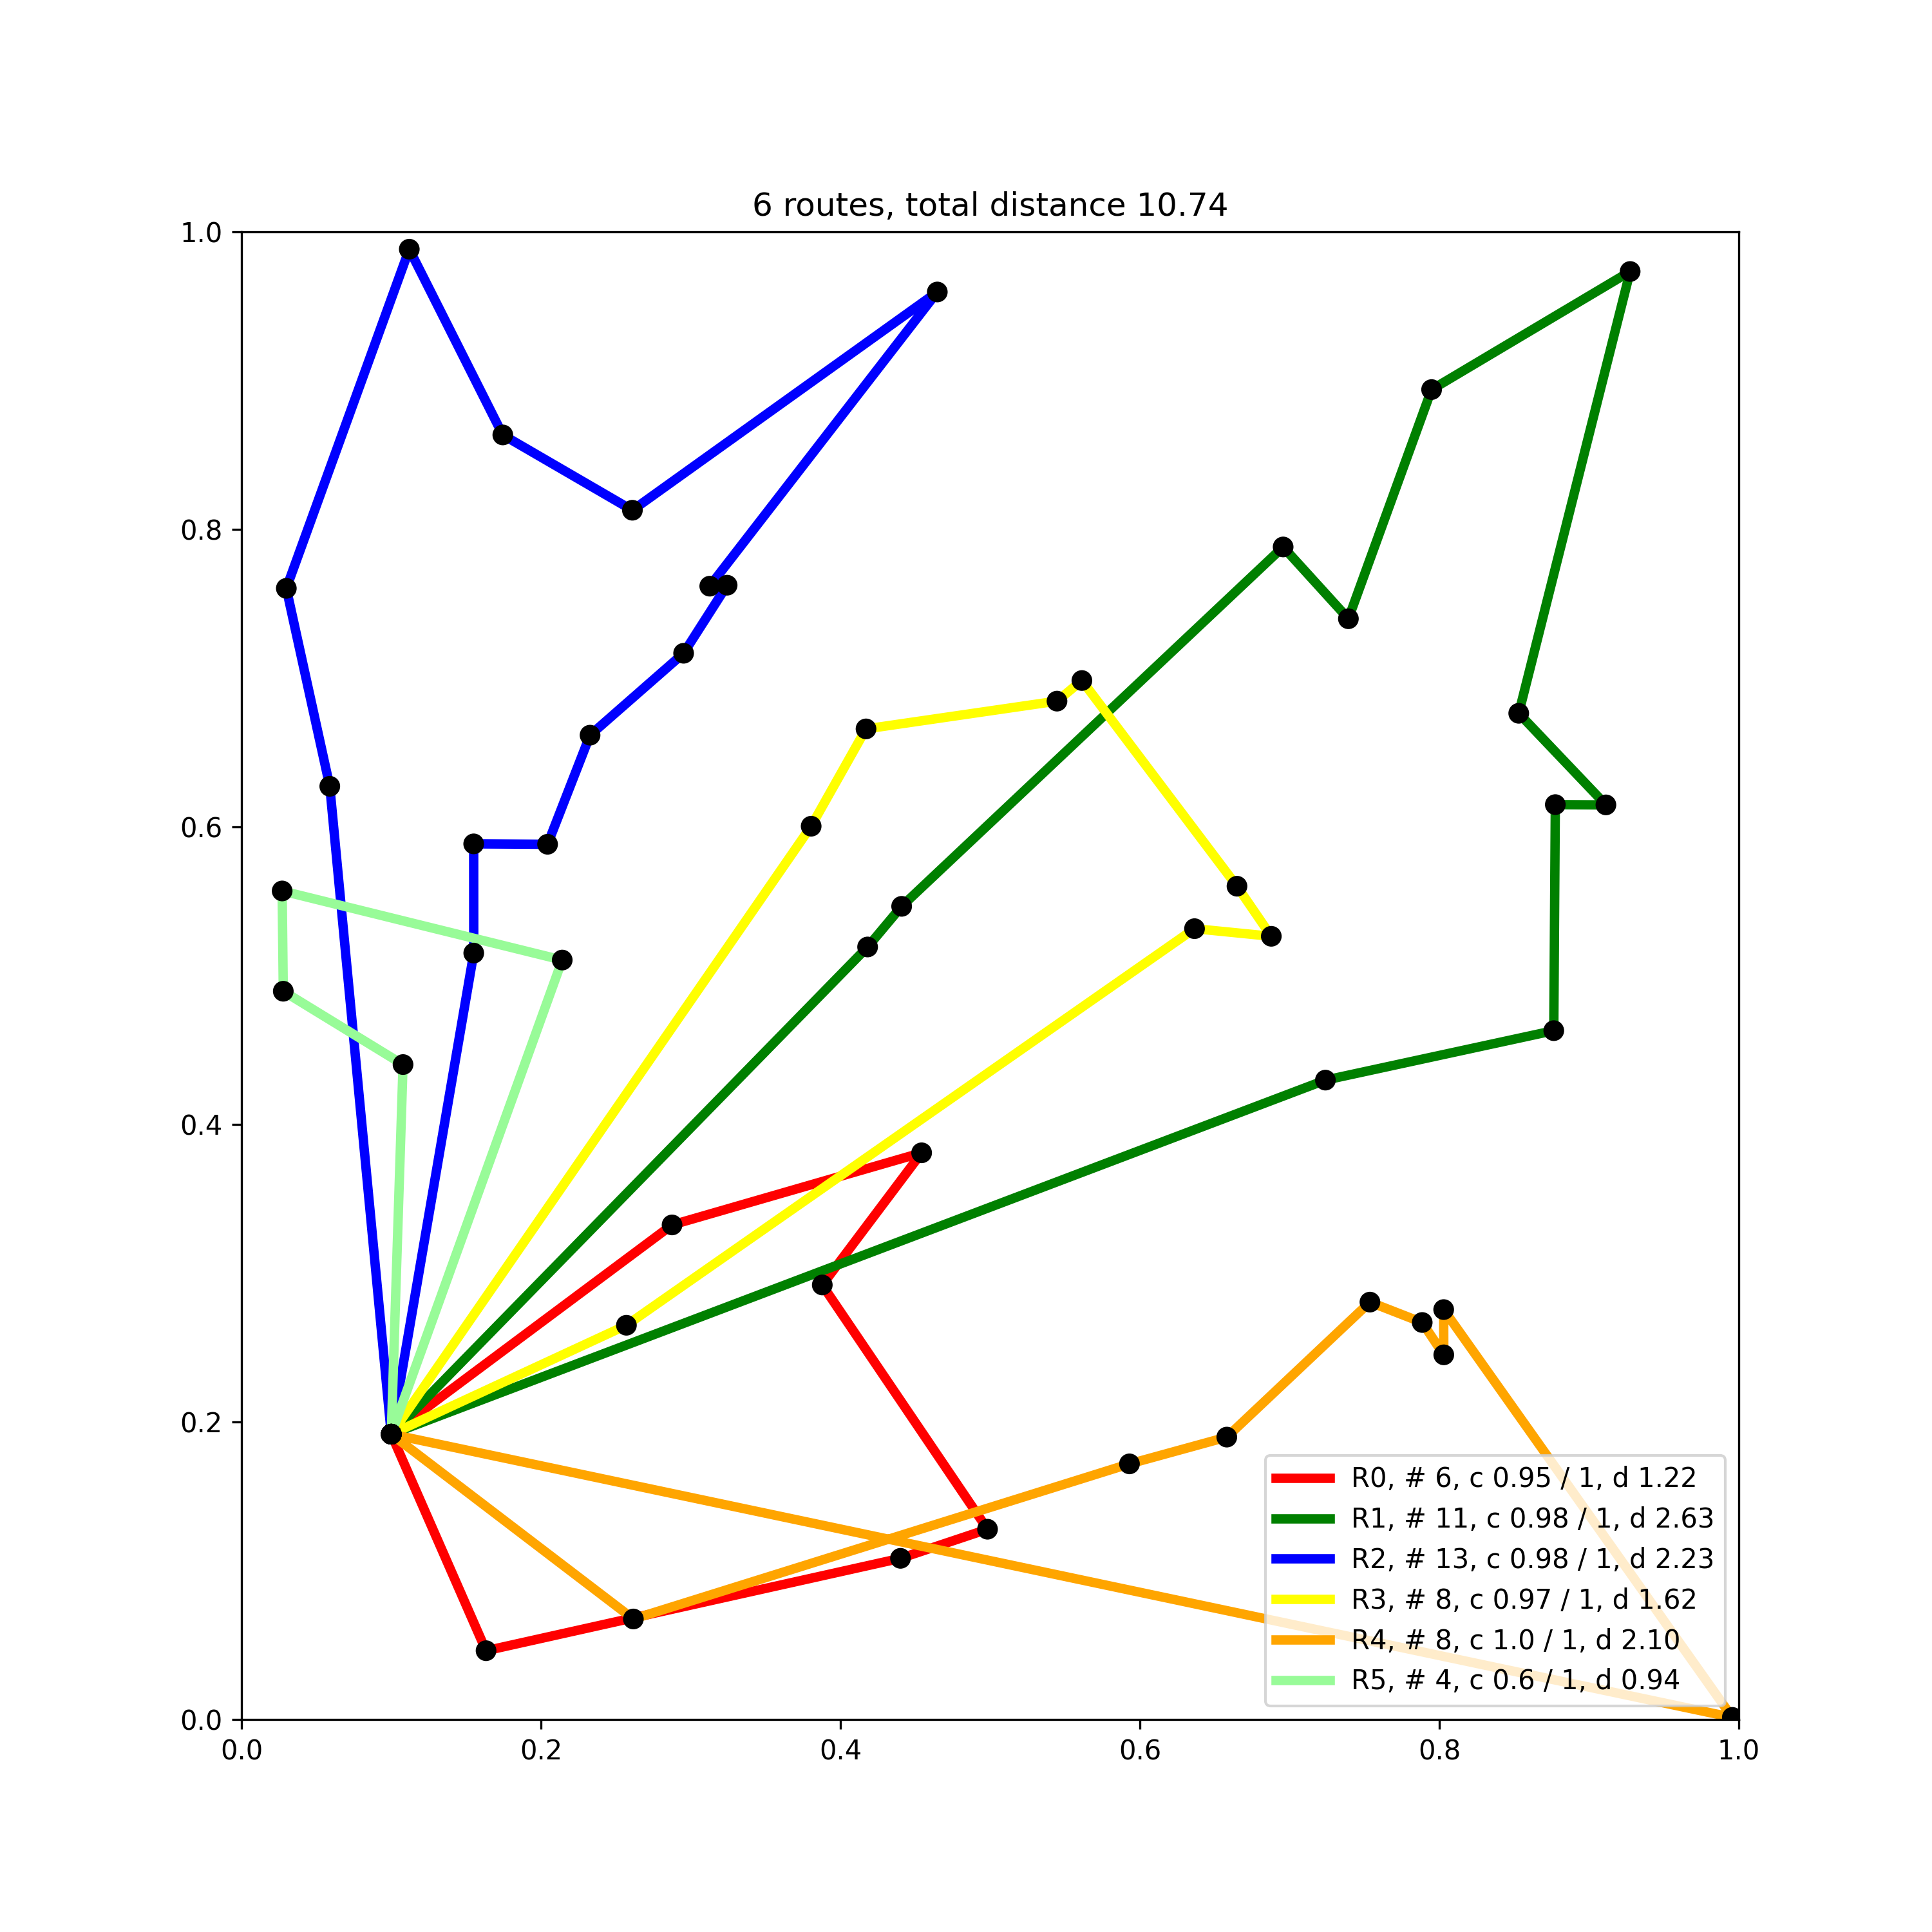 6 routes, total distance 10.74
1.0
0.8
0.6
0.4
0.2
0.0
0.0 0.2 0.4 0.6 0.8 1.0
R0, # 6, c 0.95 / 1, d 1.22
R1, # 11, c 0.98 / 1, d 2.63
R2, # 13, c 0.98 / 1, d 2.23
R3, # 8, c 0.97 / 1, d 1.62
R4, # 8, c 1.0 / 1, d 2.10
R5, # 4, c 0.6 / 1, d 0.94